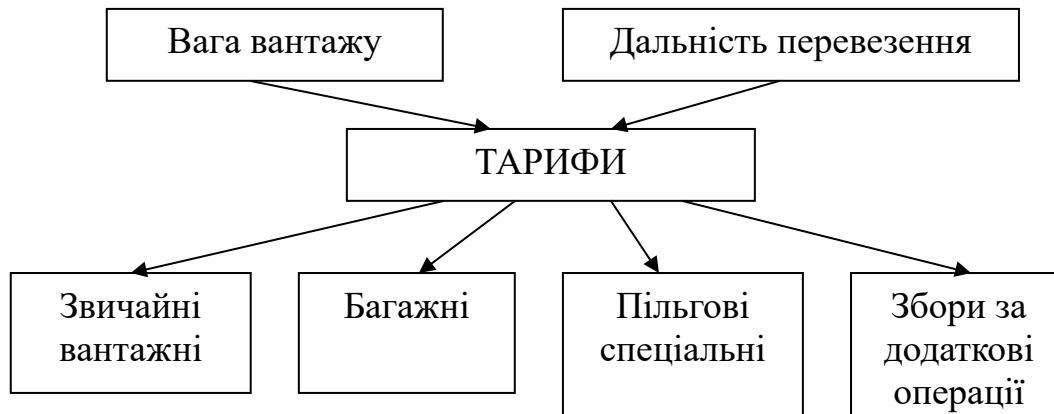 Вага вантажу
Дальність перевезення
ТАРИФИ
Звичайні
вантажні
Багажні
Пільгові
спеціальні
Збори за
додаткові
операції